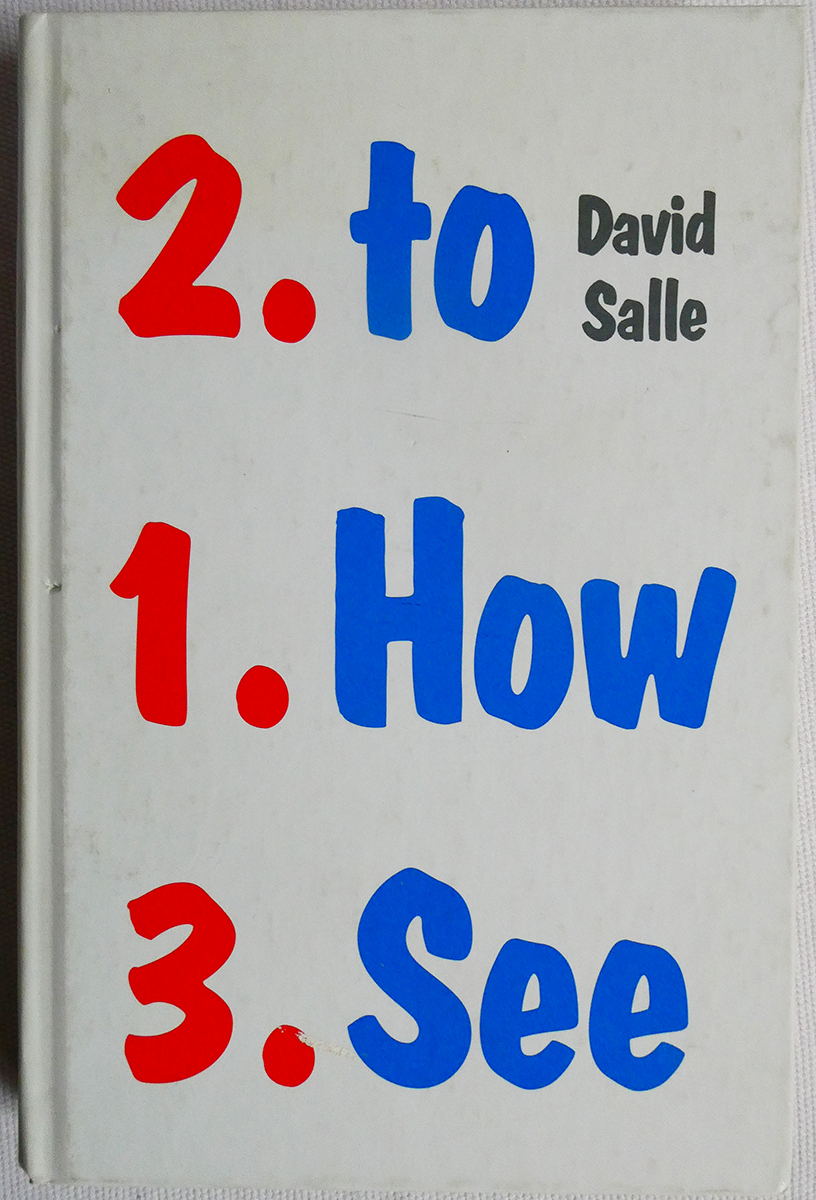 2. to
David
Salle
1. How
3. See